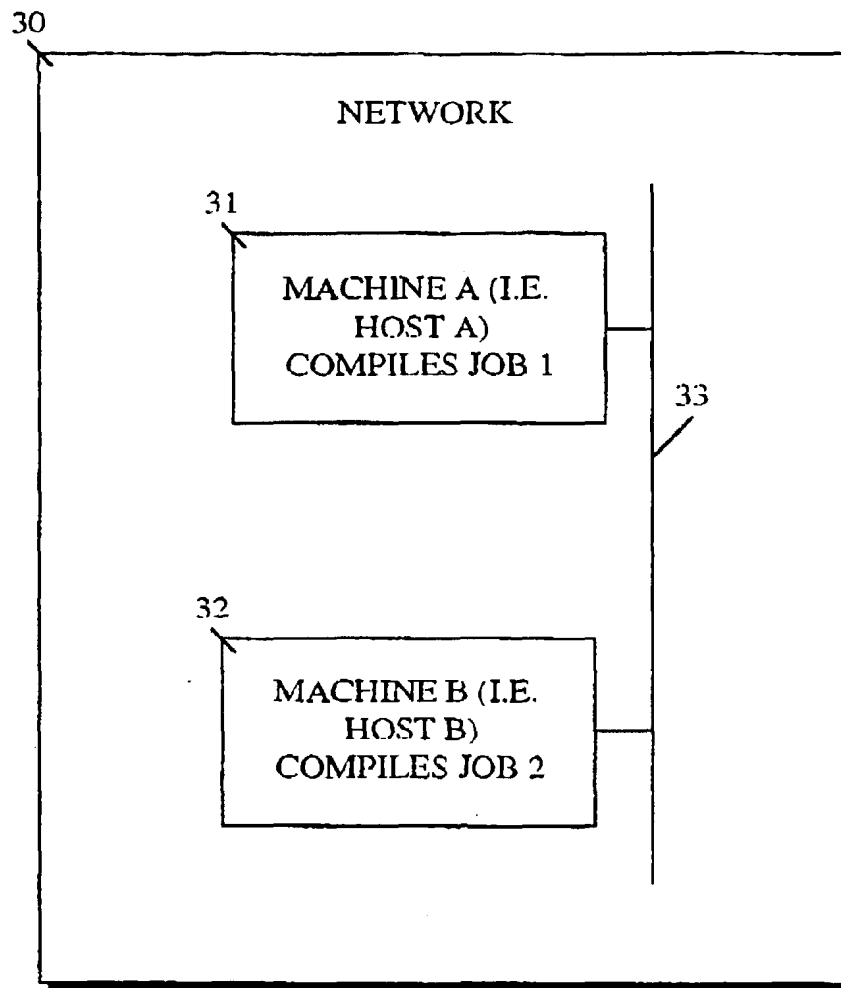 30
NETWORK
31
MACHINE A (I.E.
HOST A)
COMPILES JOB 1
33
32
MACHINE B (I.E.
HOST B)
COMPILES JOB 2